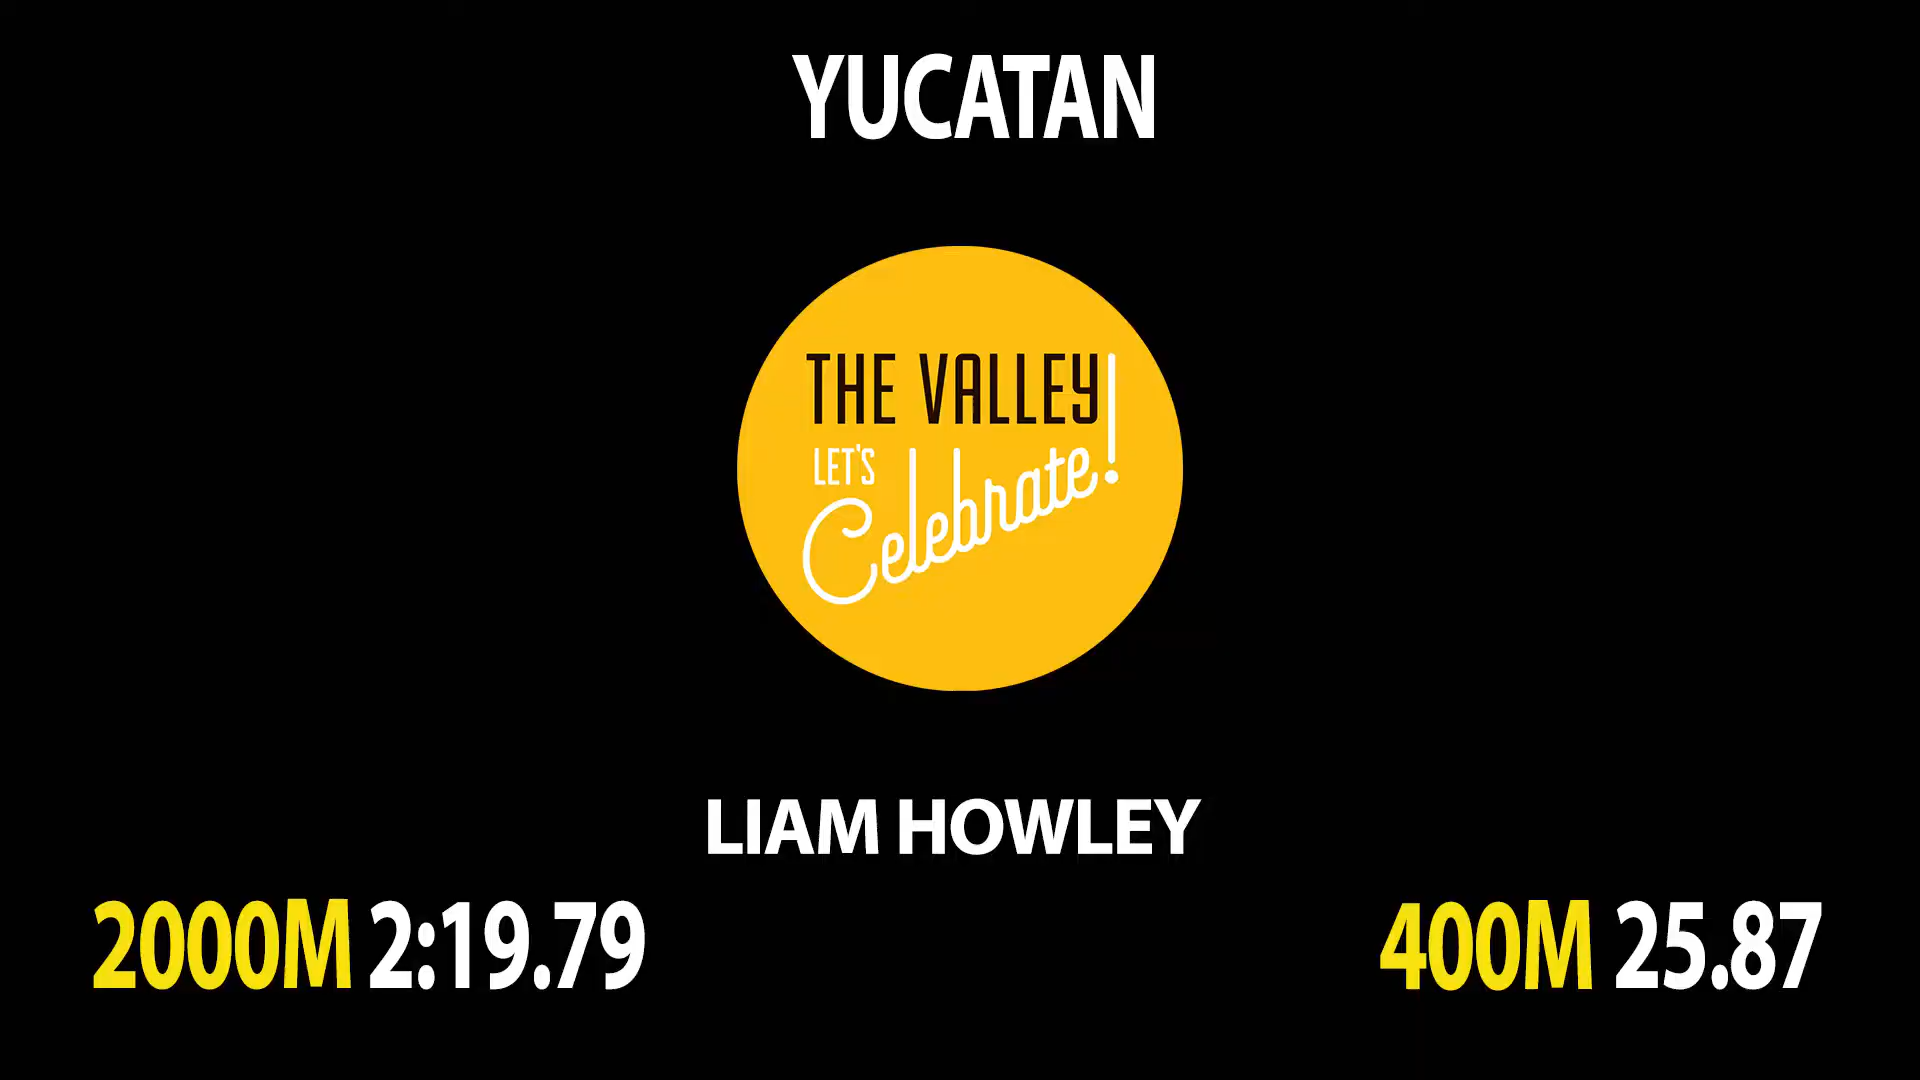 YUCATAN
THE VALLEY!
LET'S
Celebrate!
LIAM HOWLEY
2000M 2:19.79
400M 25.87